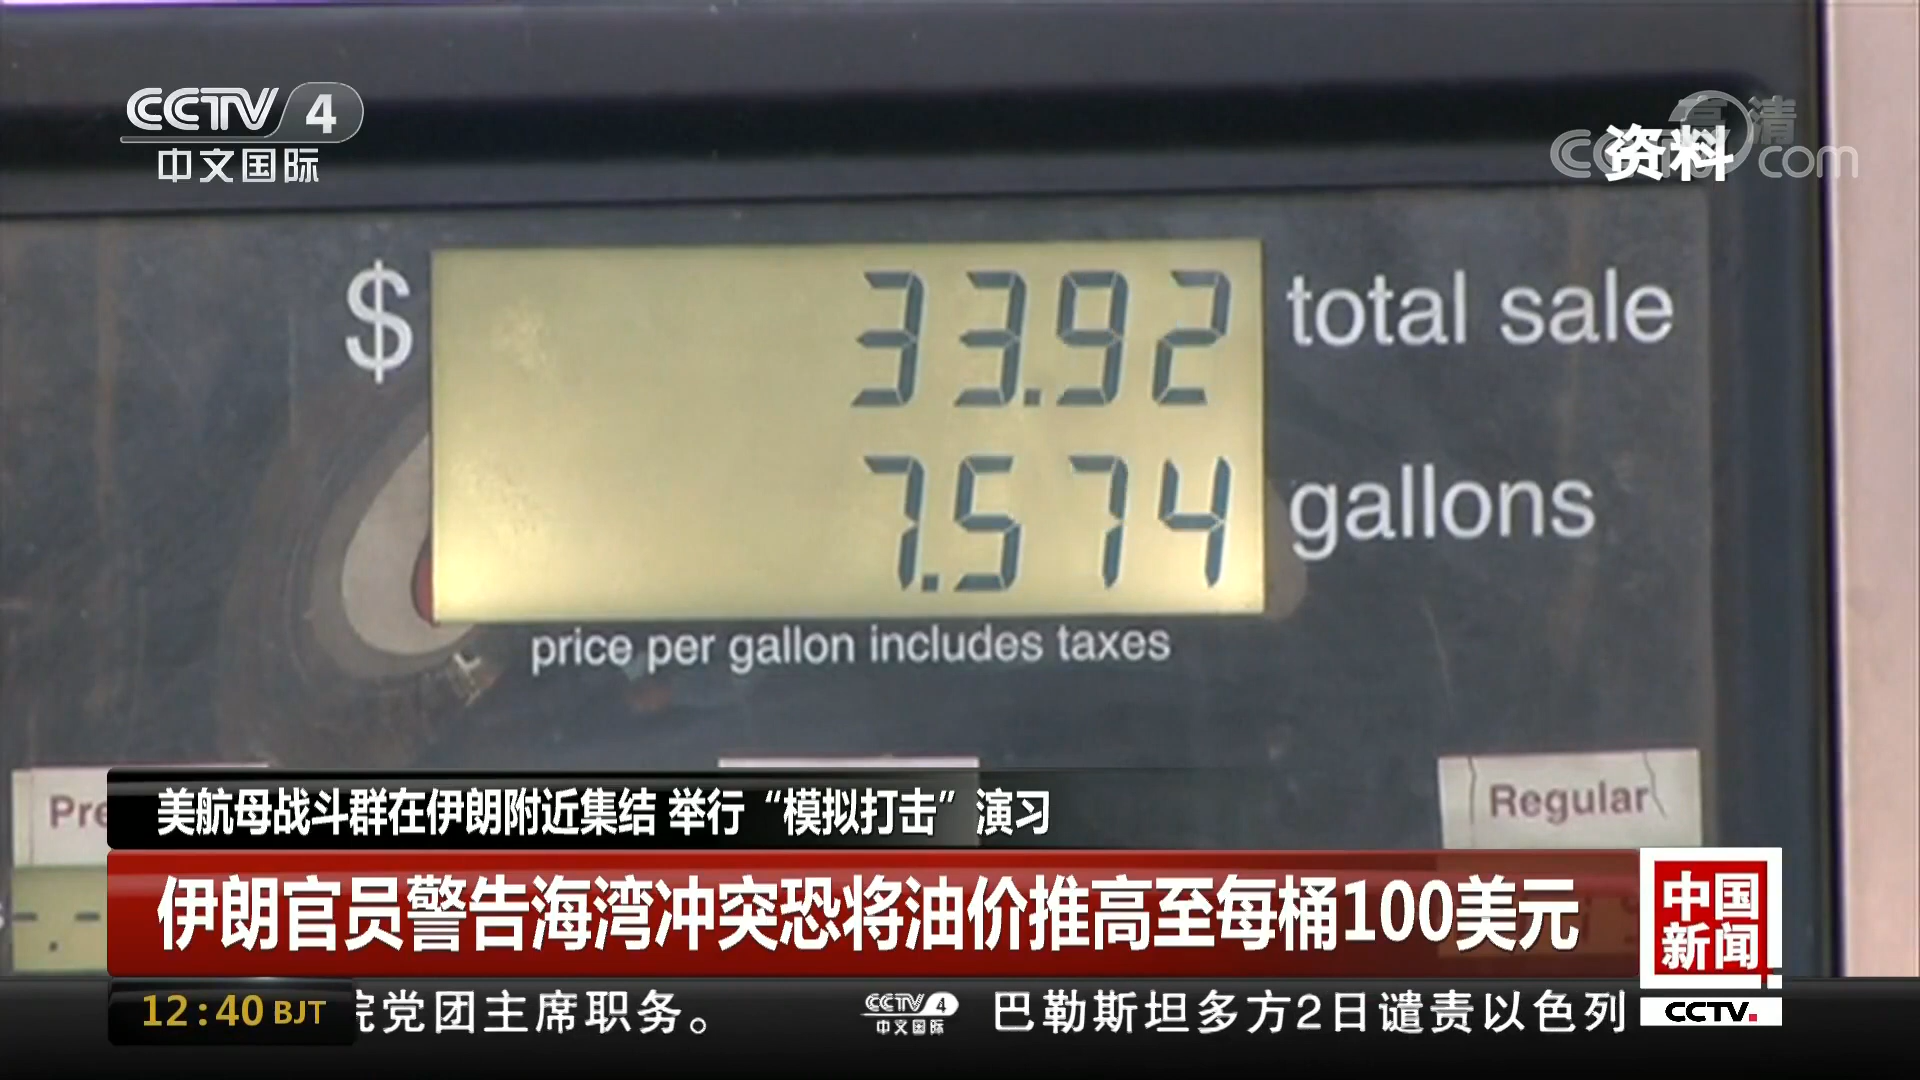 CCTV 4
中文国际
高清
资料
com
$ 33.92 total sale
7.574 gallons
price per gallon includes taxes
Regular
美航母战斗群在伊朗附近集结 举行“模拟打击”演习
伊朗官员警告海湾冲突恐将油价推高至每桶100美元
中国
新闻
CCTV.
12:40 BJT
院党团主席职务。
CCTV 4
中文国际
巴勒斯坦多方2日谴责以色列